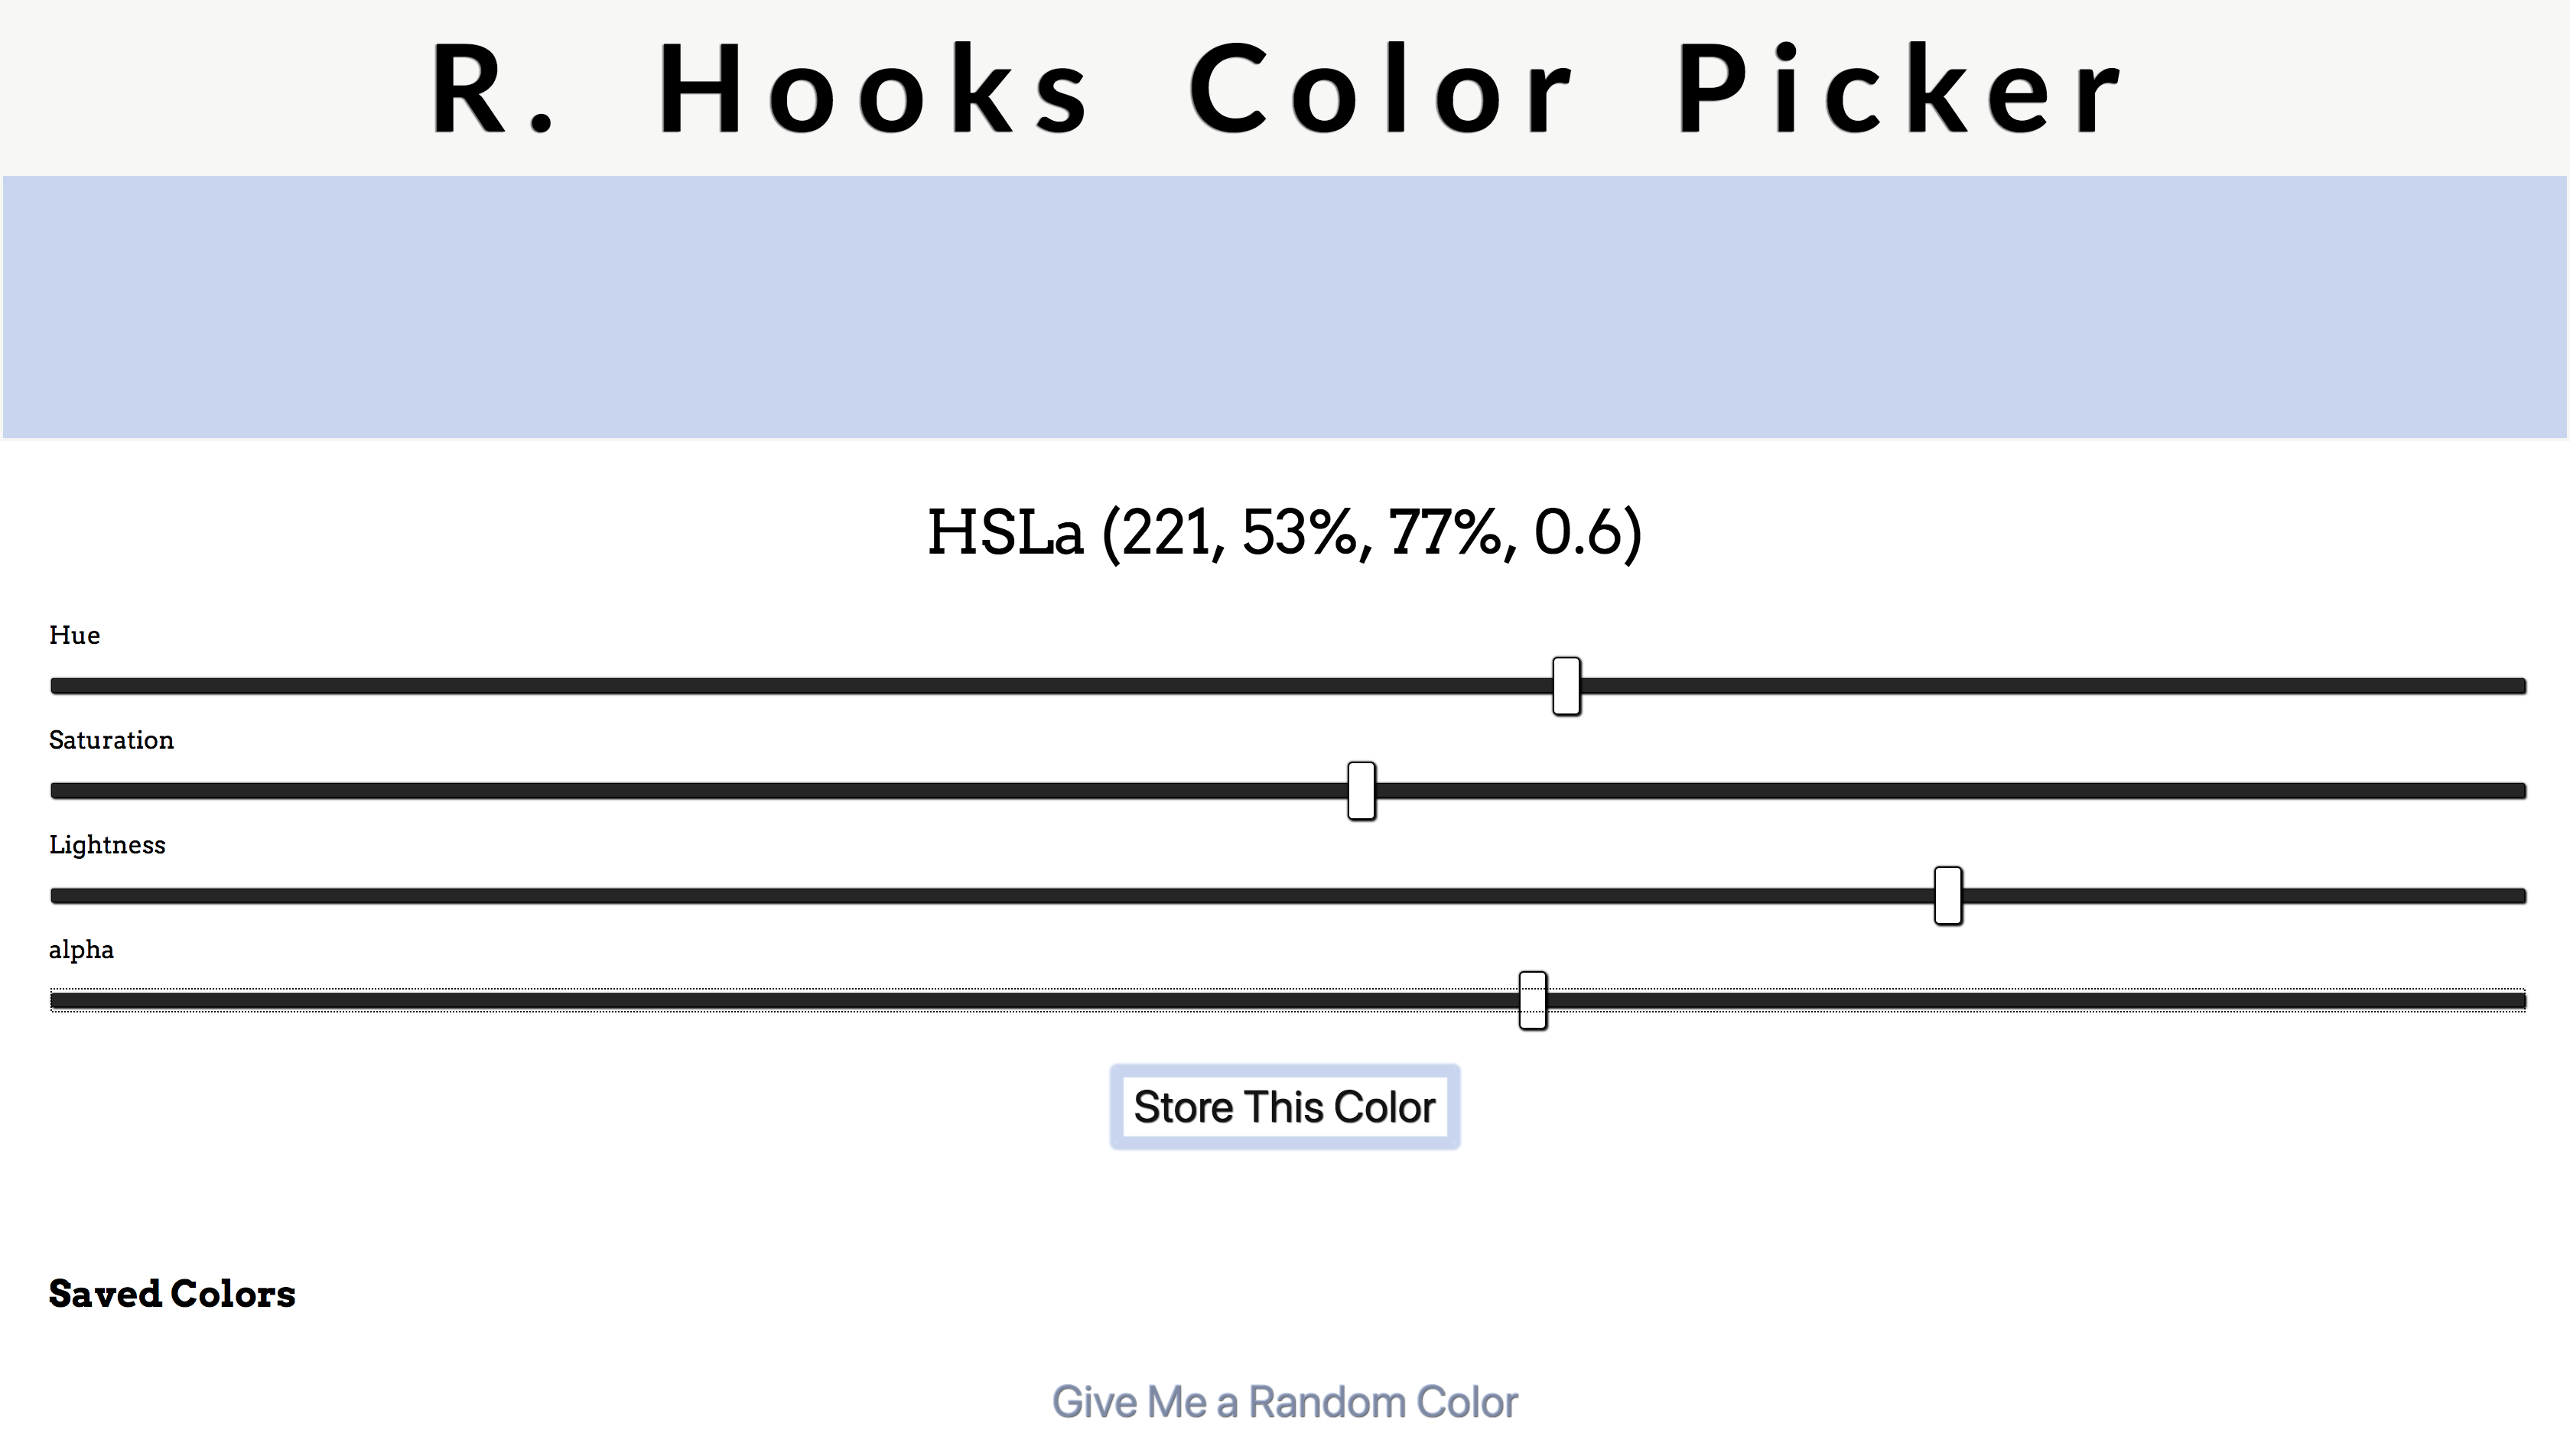 R. Hooks Color Picker
HSLa (221, 53%, 77%, 0.6)
Hue
Saturation
Lightness
alpha
Store This Color
Saved Colors
Give Me a Random Color